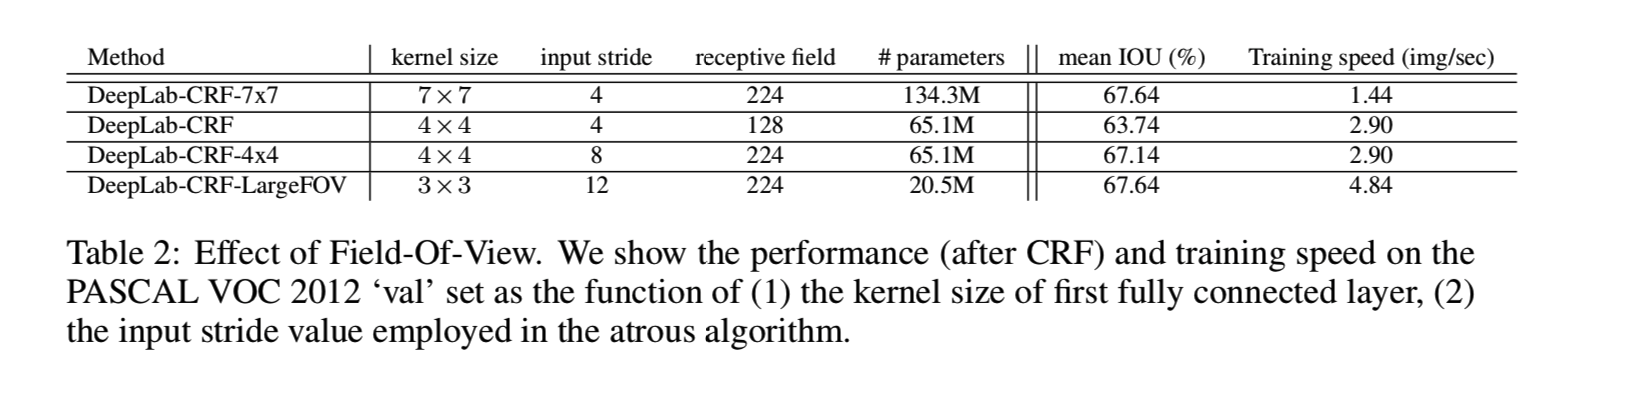 Method kernel size input stride receptive field # parameters mean IOU (%) Training speed (img/sec)
DeepLab-CRF-7x7 7 × 7 4 224 134.3M 67.64 1.44
DeepLab-CRF 4 × 4 4 128 65.1M 63.74 2.90
DeepLab-CRF-4x4 4 × 4 8 224 65.1M 67.14 2.90
DeepLab-CRF-LargeFOV 3 × 3 12 224 20.5M 67.64 4.84
Table 2: Effect of Field-Of-View. We show the performance (after CRF) and training speed on the
PASCAL VOC 2012 ‘val’ set as the function of (1) the kernel size of first fully connected layer, (2)
the input stride value employed in the atrous algorithm.